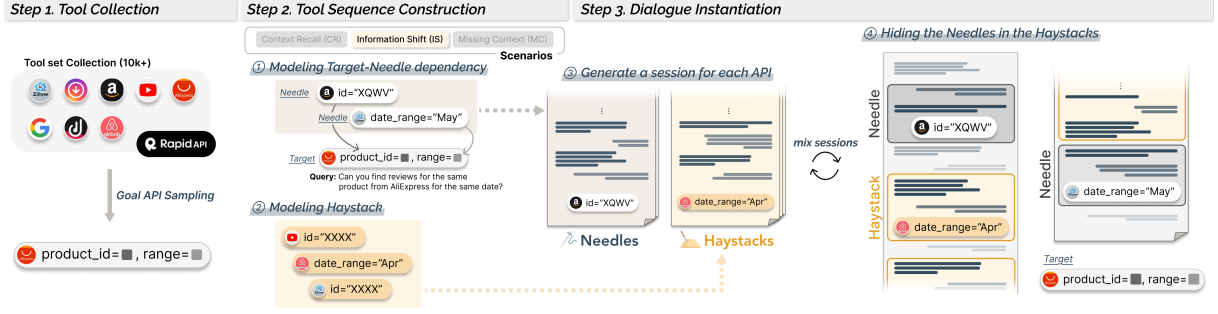 Step 1. Tool Collection
Tool set Collection (10k+)
Zillow
AliExpress
airbnb
Rapid API
Goal API Sampling
product_id= , range=
Step 2. Tool Sequence Construction
Context Recall (CR)
Information Shift (IS)
Missing Context (MC)
Scenarios
① Modeling Target-Needle dependency
Needle
id="XQWV"
Needle
date_range="May"
Target
product_id= , range=
Query: Can you find reviews for the same
product from AliExpress for the same date?
② Modeling Haystack
id="XXXX"
date_range="Apr"
id="XXXX"
Step 3. Dialogue Instantiation
③ Generate a session for each API
id="XQWV"
Needles
date_range="Apr"
Haystacks
mix sessions
④ Hiding the Needles in the Haystacks
Needle
id="XQWV"
Haystack
date_range="Apr"
Needle
date_range="May"
Target
product_id= , range=